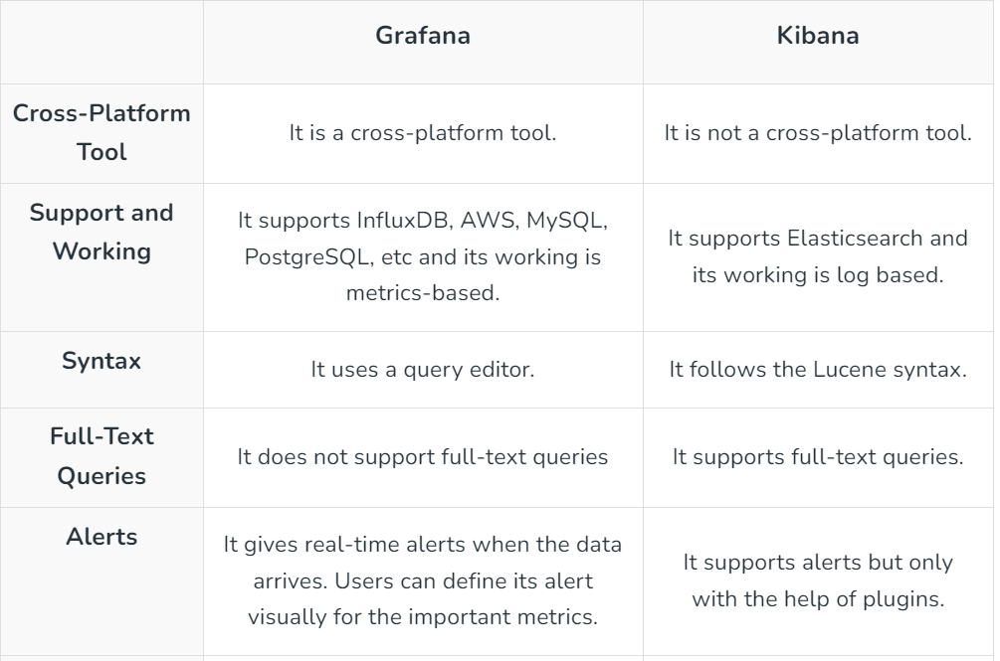 Grafana
Kibana
Cross-Platform
Tool
It is a cross-platform tool.
It is not a cross-platform tool.
Support and
Working
It supports InfluxDB, AWS, MySQL,
PostgreSQL, etc and its working is
metrics-based.
It supports Elasticsearch and
its working is log based.
Syntax
It uses a query editor.
It follows the Lucene syntax.
Full-Text
Queries
It does not support full-text queries
It supports full-text queries.
Alerts
It gives real-time alerts when the data
arrives. Users can define its alert
visually for the important metrics.
It supports alerts but only
with the help of plugins.